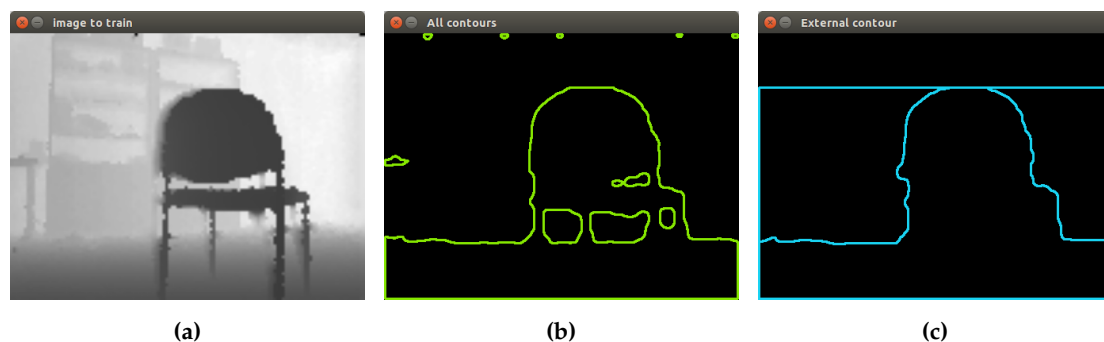 image to train
All contours
External contour
(a)
(b)
(c)